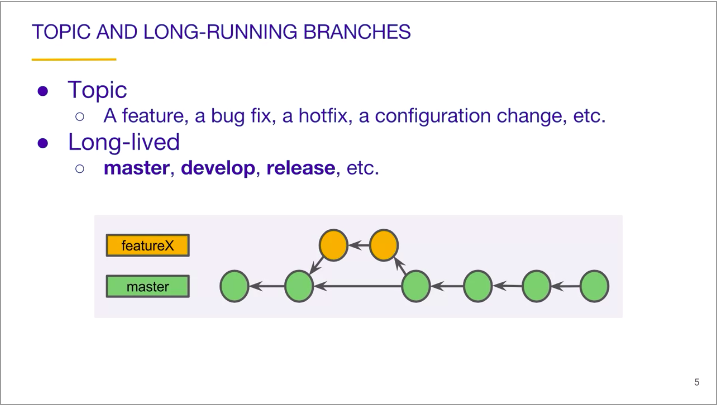 TOPIC AND LONG-RUNNING BRANCHES
● Topic
○ A feature, a bug fix, a hotfix, a configuration change, etc.
● Long-lived
○ master, develop, release, etc.
featureX
master
5